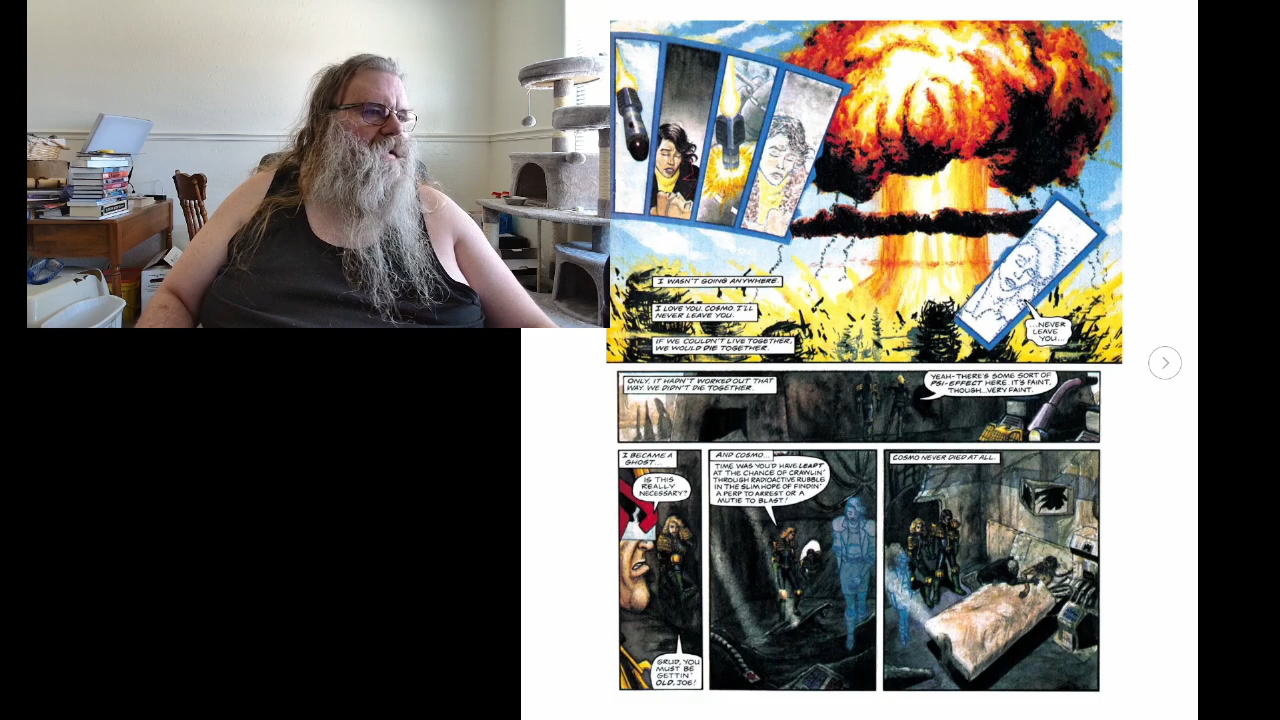 I WASN'T GOING ANYWHERE.
I LOVE YOU, COSMO. I'LL
NEVER LEAVE YOU.
IF WE COULDN'T LIVE TOGETHER,
WE WOULD DIE TOGETHER.
...NEVER
LEAVE
YOU...
ONLY, IT HADN'T WORKED OUT THAT
WAY. WE DIDN'T DIE TOGETHER.
YEAH-THERE'S SOME SORT OF
PSI-EFFECT HERE. IT'S FAINT,
THOUGH...VERY FAINT.
I BECAME A
GHOST...
IS THIS
REALLY
NECESSARY?
GRUD, YOU
MUST BE
GETTIN'
OLD, JOE!
AND COSMO...
TIME WAS YOU'D HAVE LEAPT
AT THE CHANCE OF CRAWLIN'
THROUGH RADIOACTIVE RUBBLE
IN THE SLIM HOPE OF FINDIN'
A PERP TO ARREST OR A
MUTIE TO BLAST!
COSMO NEVER DIED AT ALL.